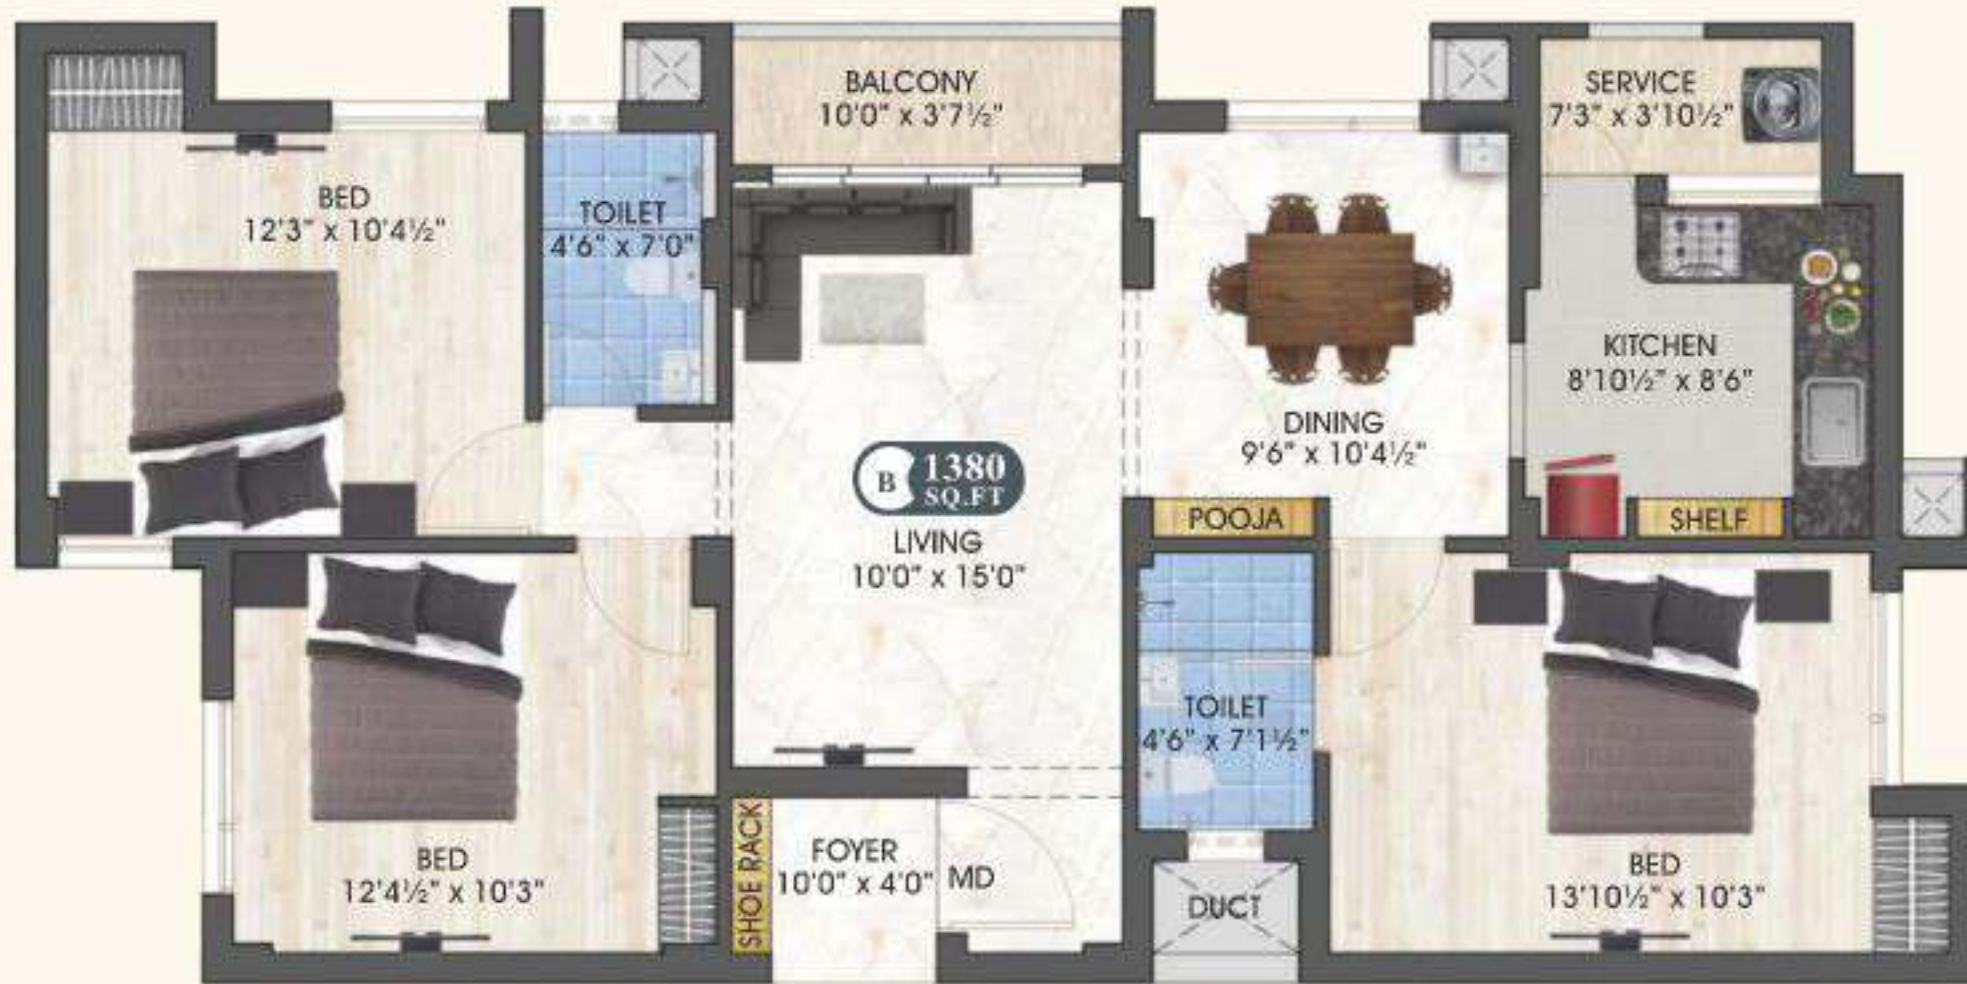 BALCONY
10'0" x 3'7½"
SERVICE
7'3" x 3'10½"
BED
12'3" x 10'4½"
TOILET
4'6" x 7'0"
KITCHEN
8'10½" x 8'6"
DINING
9'6" x 10'4½"
B 1380
SQ.FT
LIVING
10'0" x 15'0"
POOJA
SHELF
TOILET
4'6" x 7'1½"
BED
12'4½" x 10'3"
SHOE RACK
FOYER
10'0" x 4'0"
MD
DUCT
BED
13'10½" x 10'3"